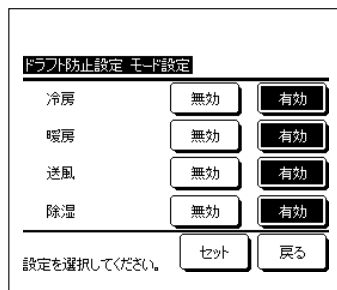 ドラフト防止設定 モード設定
冷房 無効 有効
暖房 無効 有効
送風 無効 有効
除湿 無効 有効
設定を選択してください。 セット 戻る